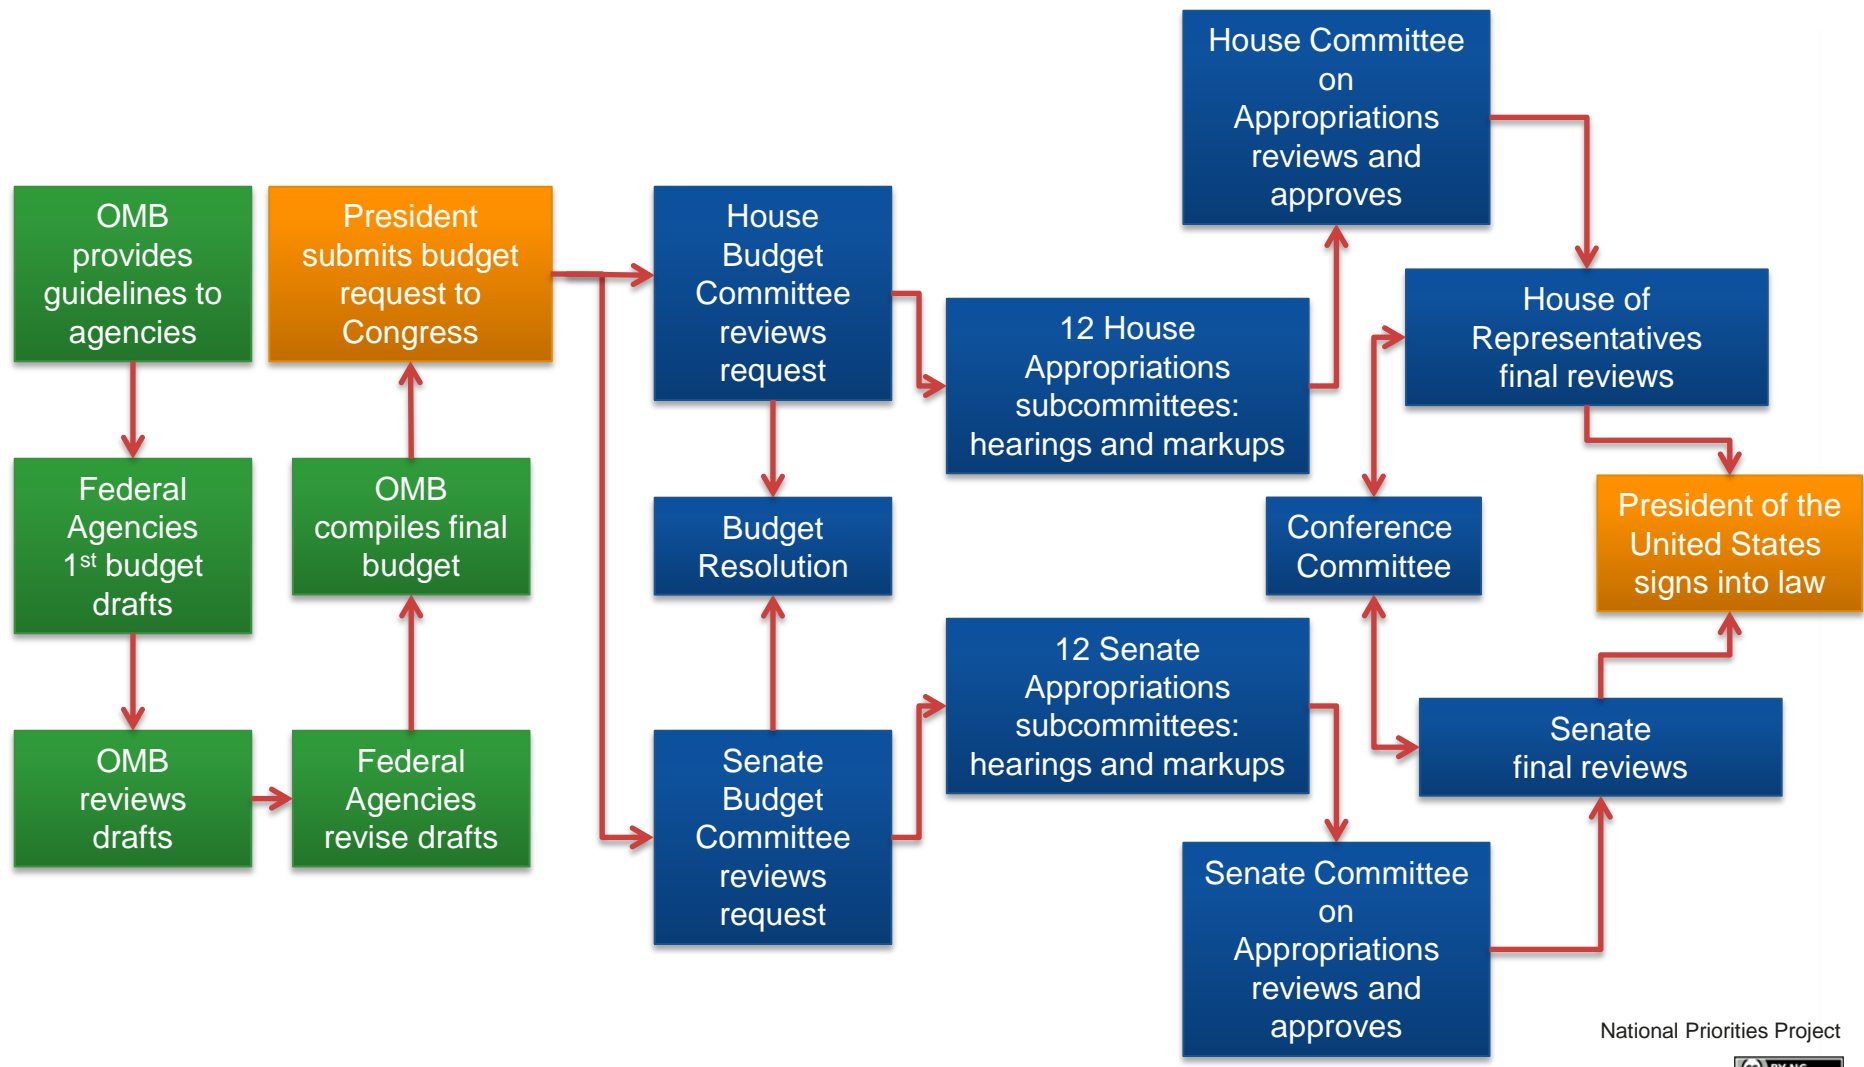 OMB
provides
guidelines to
agencies
Federal
Agencies
1st budget
drafts
OMB
reviews
drafts
Federal
Agencies
revise drafts
OMB
compiles final
budget
President
submits budget
request to
Congress
House
Budget
Committee
reviews
request
Budget
Resolution
Senate
Budget
Committee
reviews
request
12 House
Appropriations
subcommittees:
hearings and markups
12 Senate
Appropriations
subcommittees:
hearings and markups
House Committee
on
Appropriations
reviews and
approves
Senate Committee
on
Appropriations
reviews and
approves
House of
Representatives
final reviews
Conference
Committee
Senate
final reviews
President of the
United States
signs into law
National Priorities Project